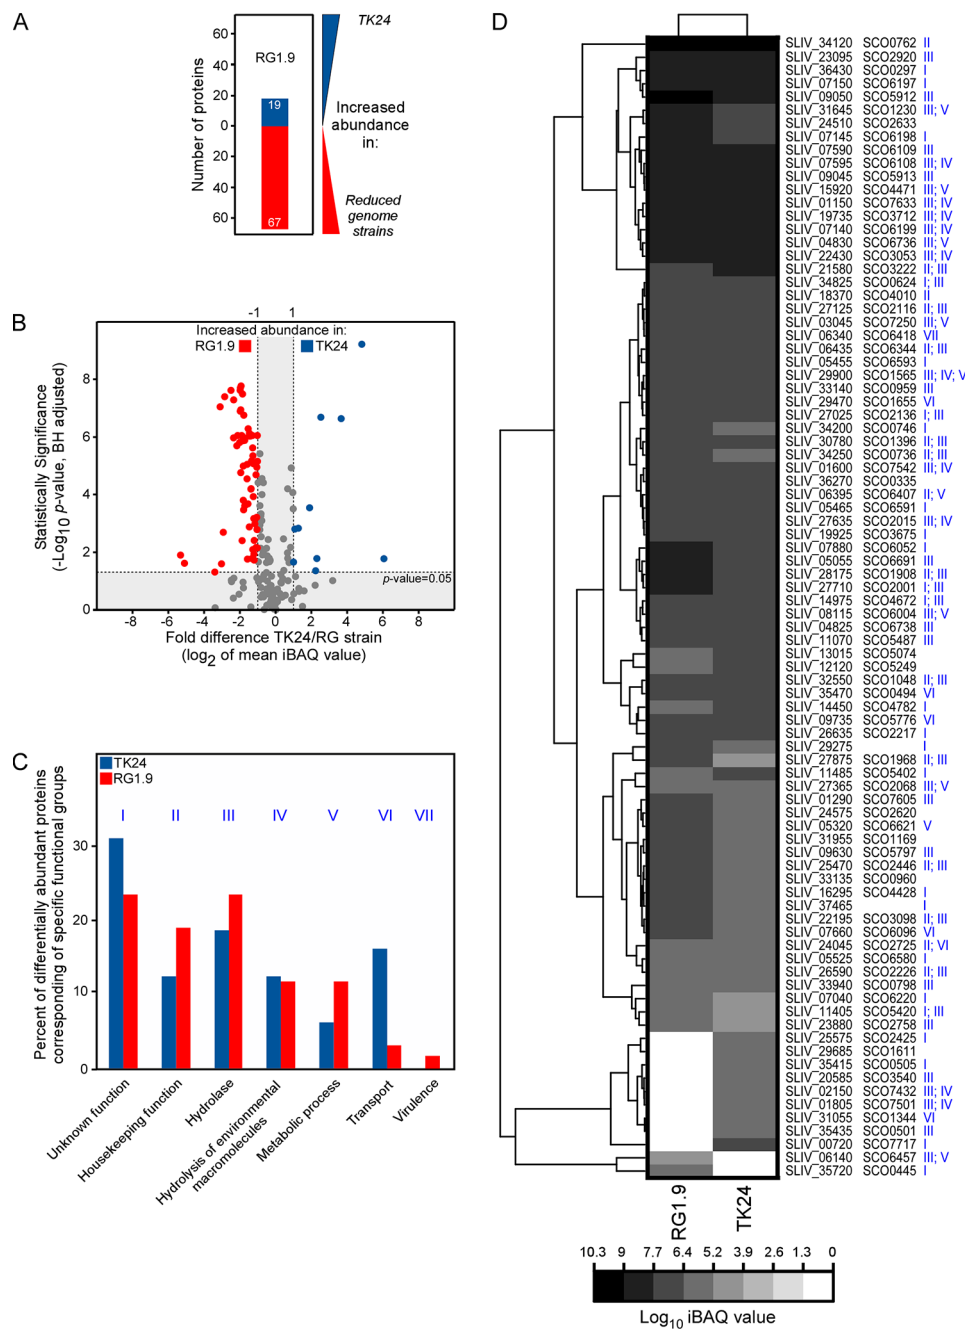 A
TK24
RG1.9
Number of proteins
60
40
20
0
20
40
60
19
67
Increased
abundance
in:
Reduced
genome
strains
B
-1
1
Increased abundance in:
RG1.9
TK24
Statistically Significance
(-Log10 p-value, BH adjusted)
8
6
4
2
0
p-value=0.05
-8
-6
-4
-2
0
2
4
6
8
Fold difference TK24/RG strain
(log2 of mean iBAQ value)
C
TK24
RG1.9
Percent of differentially abundant proteins
corresponding of specific functional groups
30
20
10
0
I
II
III
IV
V
VI
VII
Unknown function
Housekeeping function
Hydrolase
Hydrolysis of environmental
macromolecules
Metabolic process
Transport
Virulence
D
SLIV_34120 SCO0762 II
SLIV_23095 SCO2920 III
SLIV_36430 SCO0297 I
SLIV_07150 SCO6197 I
SLIV_09050 SCO5912 III
SLIV_31645 SCO1230 III; V
SLIV_24510 SCO2633
SLIV_07145 SCO6198 I
SLIV_07590 SCO6109 III
SLIV_07595 SCO6108 III; IV
SLIV_09045 SCO5913 III
SLIV_15920 SCO4471 III; V
SLIV_01150 SCO7633 III; IV
SLIV_19735 SCO3712 III; IV
SLIV_07140 SCO6199 III; IV
SLIV_04830 SCO6736 III; V
SLIV_22430 SCO3053 III; IV
SLIV_21580 SCO3222 II; III
SLIV_34825 SCO0624 I; III
SLIV_18370 SCO4010 II
SLIV_27125 SCO2116 II; III
SLIV_03045 SCO7250 III; V
SLIV_06340 SCO6418 VII
SLIV_06435 SCO6344 II; III
SLIV_05455 SCO6593 I
SLIV_29900 SCO1565 III; IV; V
SLIV_33140 SCO0959 III
SLIV_29470 SCO1655 VI
SLIV_27025 SCO2136 I; III
SLIV_34200 SCO0746 I
SLIV_30780 SCO1396 II; III
SLIV_34250 SCO0736 II; III
SLIV_01600 SCO7542 III; IV
SLIV_36270 SCO0335
SLIV_06395 SCO6407 II; V
SLIV_05465 SCO6591 I
SLIV_27635 SCO2015 III; IV
SLIV_19925 SCO3675 I
SLIV_07880 SCO6052 I
SLIV_05055 SCO6691 III
SLIV_28175 SCO1908 II; III
SLIV_27710 SCO2001 I; III
SLIV_14975 SCO4672 I; III
SLIV_08115 SCO6004 III; V
SLIV_04825 SCO6738 III
SLIV_11070 SCO5487 III
SLIV_13015 SCO5074
SLIV_12120 SCO5249
SLIV_32550 SCO1048 II; III
SLIV_35470 SCO0494 VI
SLIV_14450 SCO4782 I
SLIV_09735 SCO5776 VI
SLIV_26635 SCO2217 I
SLIV_29275 I
SLIV_27875 SCO1968 II; III
SLIV_11485 SCO5402 I
SLIV_27365 SCO2068 III; V
SLIV_01290 SCO7605 III
SLIV_24575 SCO2620
SLIV_05320 SCO6621 V
SLIV_31955 SCO1169
SLIV_09630 SCO5797 III
SLIV_25470 SCO2446 II; III
SLIV_33135 SCO0960
SLIV_16295 SCO4428 I
SLIV_37465 I
SLIV_22195 SCO3098 II; III
SLIV_07660 SCO6096 VI
SLIV_24045 SCO2725 II; VI
SLIV_05525 SCO6580 I
SLIV_26590 SCO2226 II; III
SLIV_33940 SCO0798 III
SLIV_07040 SCO6220 I
SLIV_11405 SCO5420 I; III
SLIV_23880 SCO2758 III
SLIV_25575 SCO2425 I
SLIV_29685 SCO1611
SLIV_35415 SCO0505 I
SLIV_20585 SCO3540 III
SLIV_02150 SCO7432 III; IV
SLIV_01805 SCO7501 III; IV
SLIV_31055 SCO1344 VI
SLIV_35435 SCO0501 III
SLIV_00720 SCO7717 I
SLIV_06140 SCO6457 III; V
SLIV_35720 SCO0445 I
RG1.9
TK24
10.3 9 7.7 6.4 5.2 3.9 2.6 1.3 0
Log10 iBAQ value